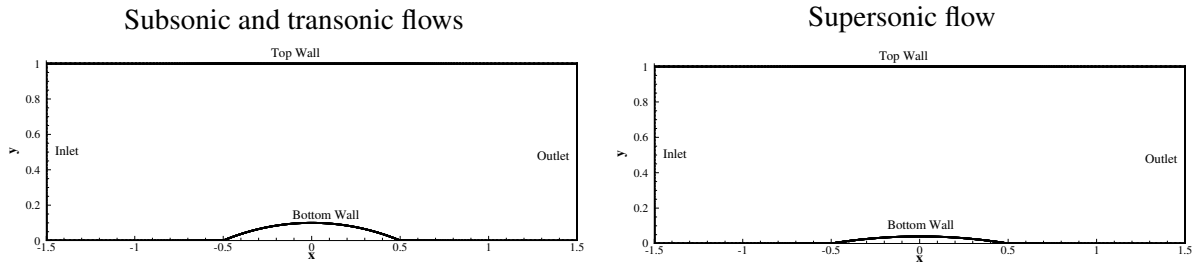 Subsonic and transonic flows
Top Wall
1
0.8
0.6
0.4
0.2
0
y
Inlet
Outlet
Bottom Wall
-1.5 -1 -0.5 0 0.5 1 1.5
x
Supersonic flow
Top Wall
1
0.8
0.6
0.4
0.2
0
y
Inlet
Outlet
Bottom Wall
-1.5 -1 -0.5 0 0.5 1 1.5
x